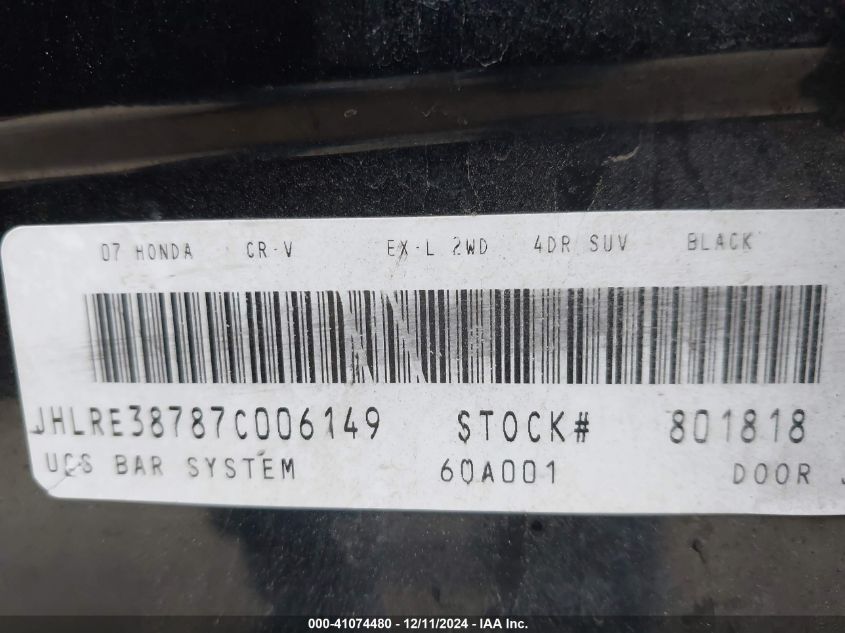 07 HONDA CR-V EX-L 2WD 4DR SUV BLACK
JHLRE38787C006149 STOCK# 801818
UCS BAR SYSTEM 60A001 DOOR
000-41074480 - 12/11/2024 - IAAI Inc.